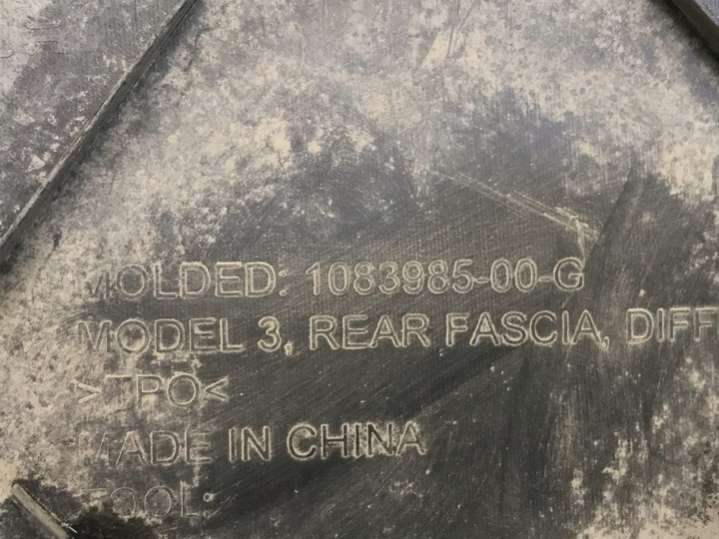 MOLDED: 1083985-00-G
MODEL 3, REAR FASCIA, DIFF
>TPO<
MADE IN CHINA
TOOL: